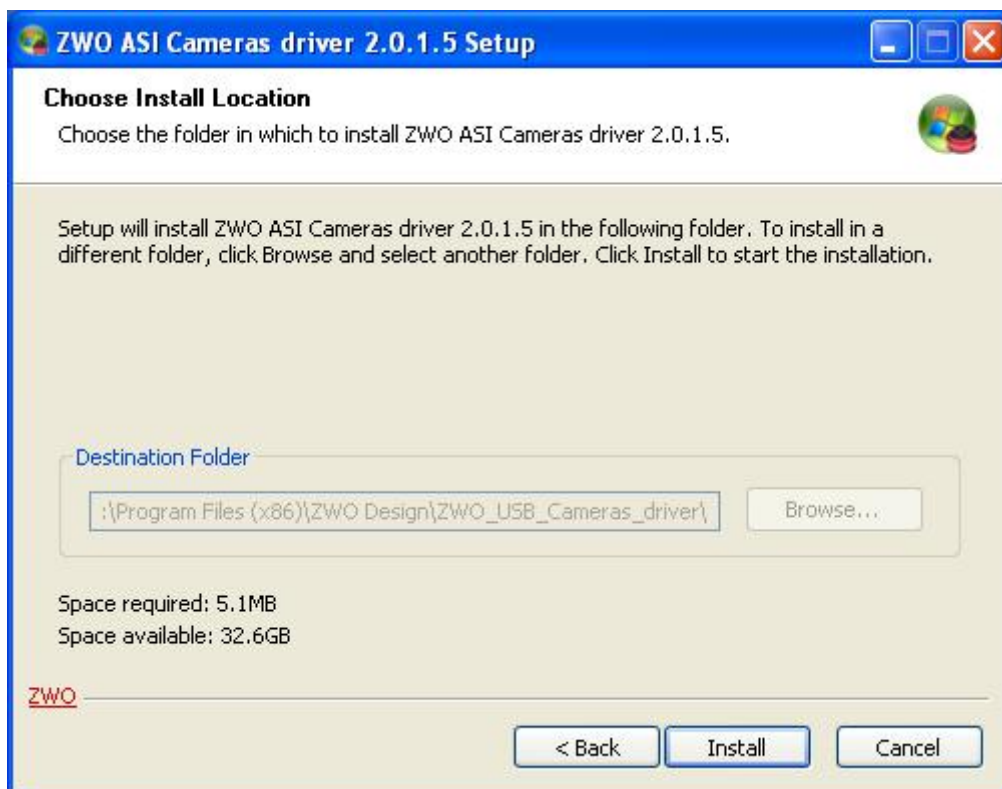 ZWO ASI Cameras driver 2.0.1.5 Setup
Choose Install Location
Choose the folder in which to install ZWO ASI Cameras driver 2.0.1.5.
Setup will install ZWO ASI Cameras driver 2.0.1.5 in the following folder. To install in a
different folder, click Browse and select another folder. Click Install to start the installation.
Destination Folder
:\Program Files (x86)\ZWO Design\ZWO_USB_Cameras_driver\
Browse...
Space required: 5.1MB
Space available: 32.6GB
ZWO
< Back
Install
Cancel